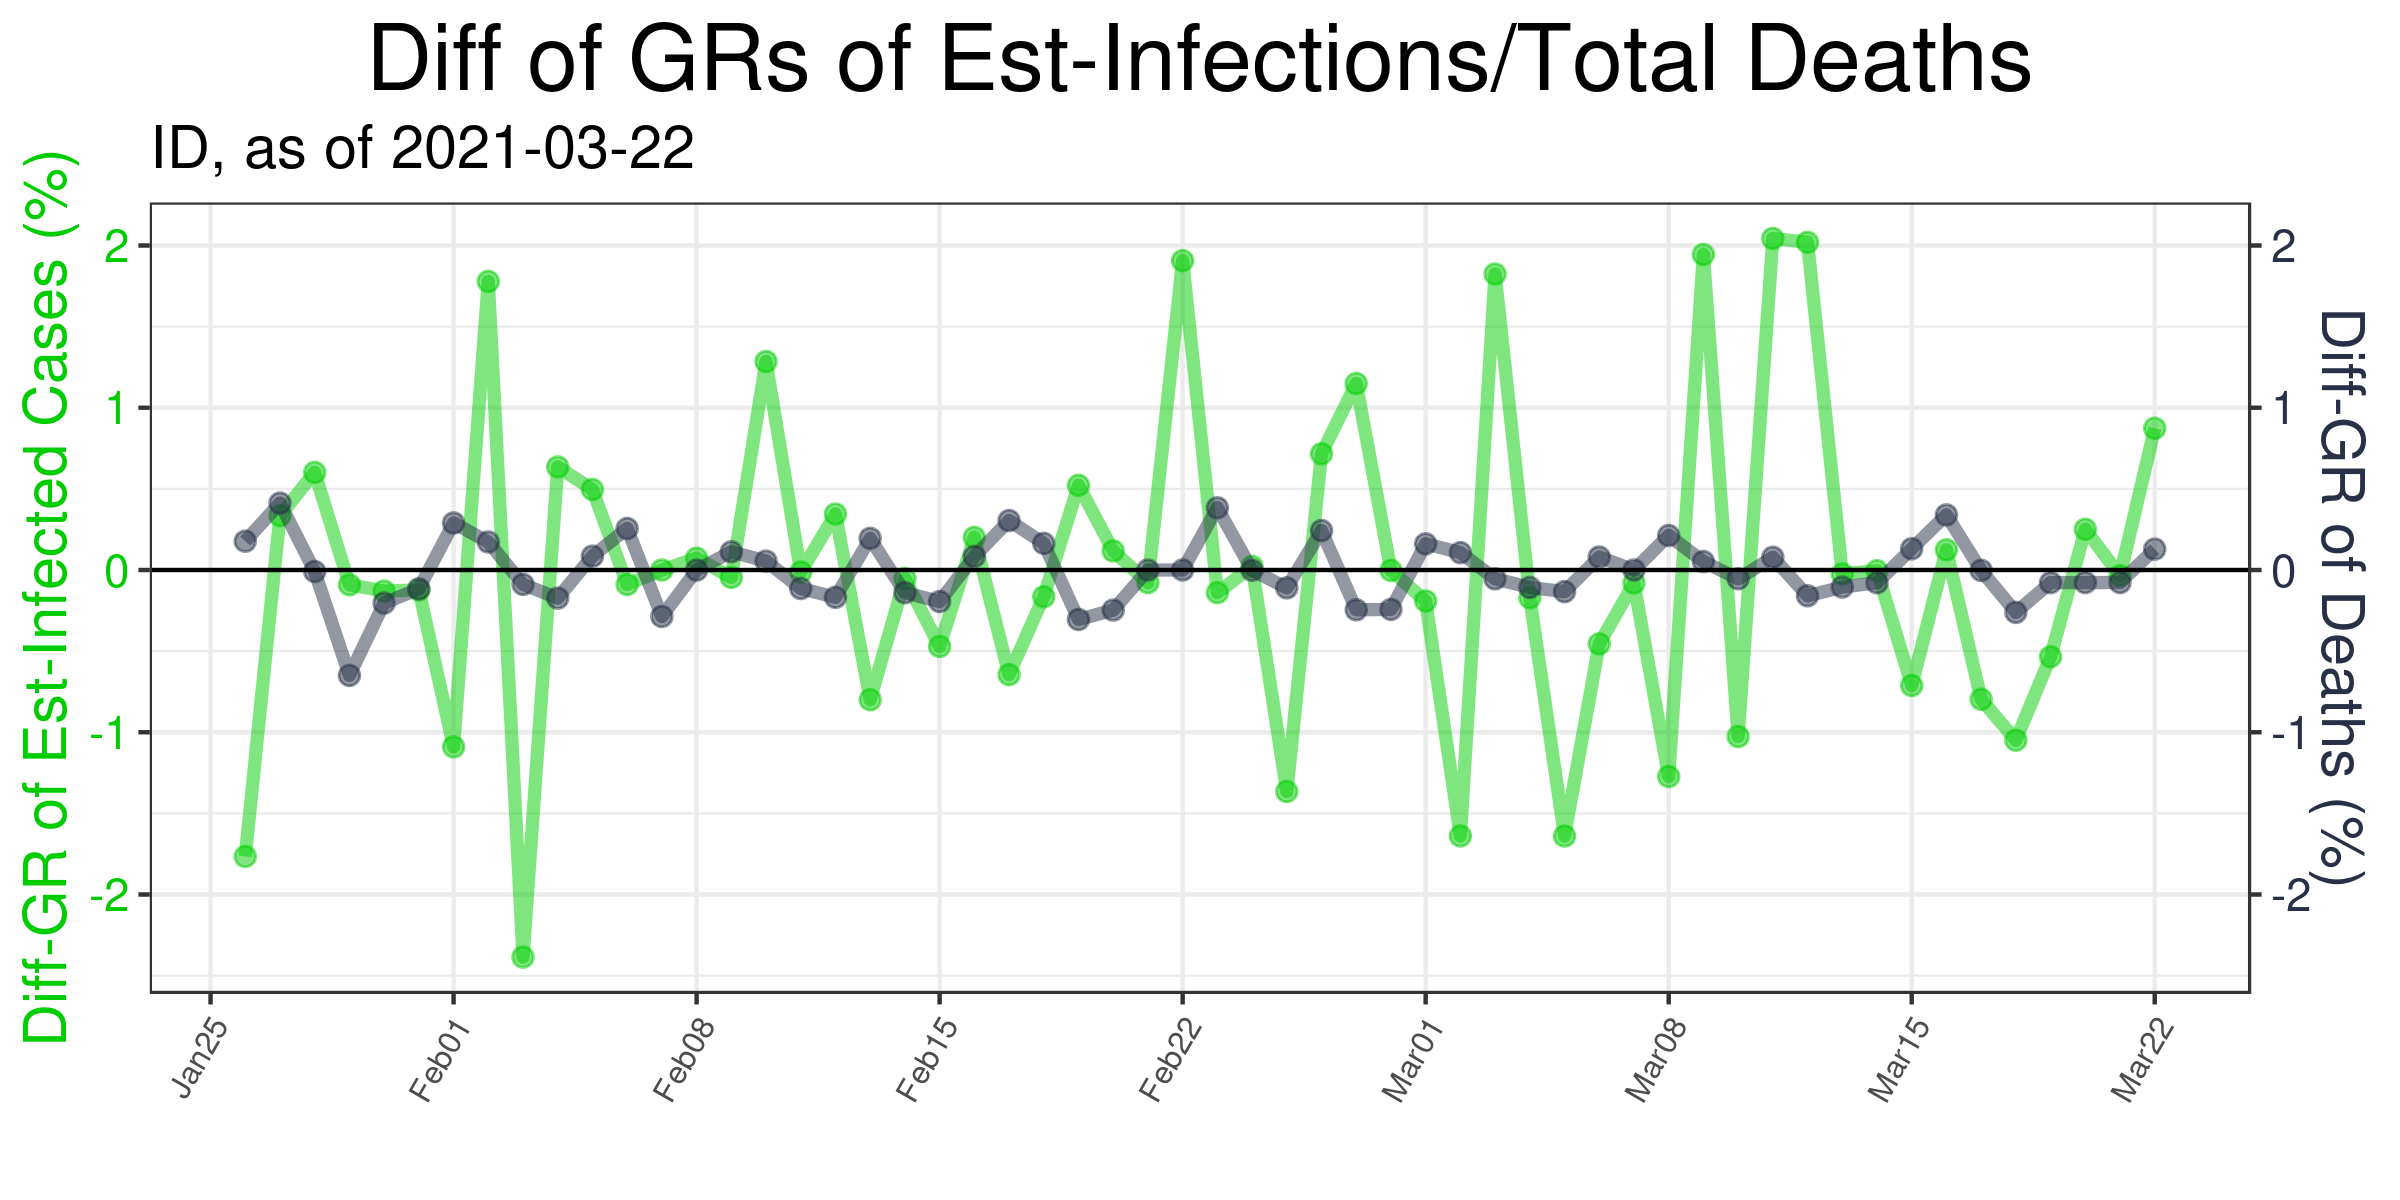 Diff of GRs of Est-Infections/Total Deaths
ID, as of 2021-03-22
Diff-GR of Est-Infected Cases (%)
2
1
0
-1
-2
2
1
0
-1
-2
Diff-GR of Deaths (%)
Jan25
Feb01
Feb08
Feb15
Feb22
Mar01
Mar08
Mar15
Mar22